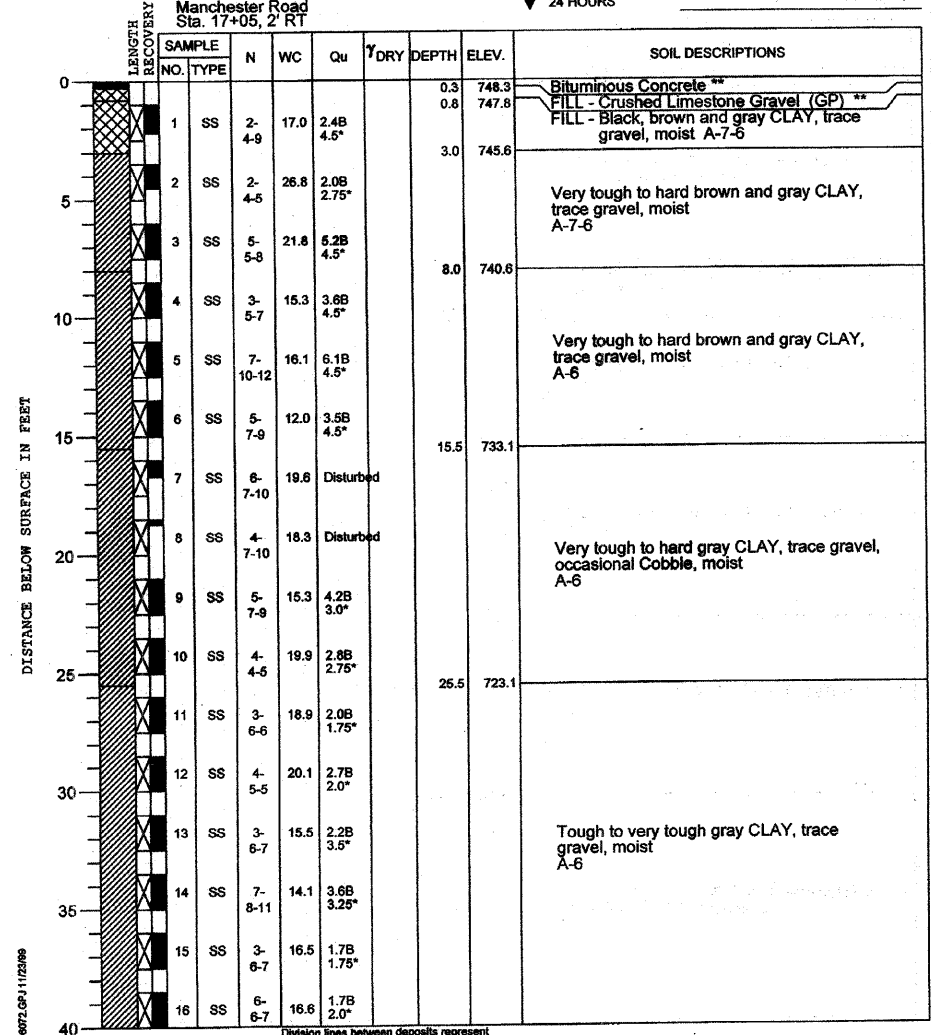 Manchester Road
Sta. 17+05, 2' RT
24 HOURS
LENGTH
RECOVERY
SAMPLE
NO. TYPE
N
WC
Qu
γDRY
DEPTH
ELEV.
SOIL DESCRIPTIONS
DISTANCE BELOW SURFACE IN FEET
0
0.3 748.3 Bituminous Concrete **
0.8 747.8 FILL - Crushed Limestone Gravel (GP) **
FILL - Black, brown and gray CLAY, trace
gravel, moist A-7-6
1 SS 2- 17.0 2.4B
4-9 4.5*
3.0 745.6
2 SS 2- 26.8 2.0B
4-5 2.75*
5
Very tough to hard brown and gray CLAY,
trace gravel, moist
A-7-6
3 SS 5- 21.8 5.2B
5-8 4.5*
8.0 740.6
4 SS 3- 15.3 3.6B
5-7 4.5*
10
Very tough to hard brown and gray CLAY,
trace gravel, moist
A-6
5 SS 7- 16.1 6.1B
10-12 4.5*
6 SS 5- 12.0 3.5B
7-9 4.5*
15
15.5 733.1
7 SS 6- 19.6 Disturbed
7-10
8 SS 4- 18.3 Disturbed
7-10
20
Very tough to hard gray CLAY, trace gravel,
occasional Cobble, moist
A-6
9 SS 5- 15.3 4.2B
7-9 3.0*
10 SS 4- 19.9 2.8B
4-5 2.75*
25
25.5 723.1
11 SS 3- 18.9 2.0B
6-6 1.75*
12 SS 4- 20.1 2.7B
5-5 2.0*
30
13 SS 3- 15.5 2.2B
6-7 3.5*
Tough to very tough gray CLAY, trace
gravel, moist
A-6
14 SS 7- 14.1 3.6B
8-11 3.25*
35
15 SS 3- 16.5 1.7B
6-7 1.75*
16 SS 6- 16.6 1.7B
6-7 2.0*
40
Division lines between deposits represent
6072.GPJ 11/23/99